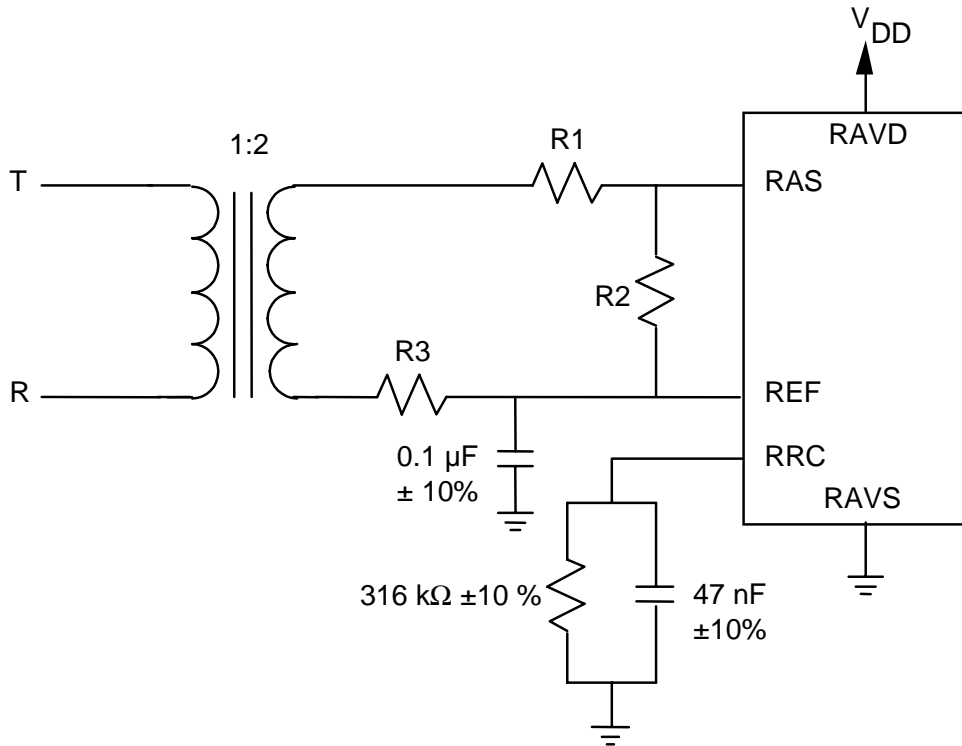 V
DD
RAVD
1:2
R1
T
RAS
R2
R3
R
REF
0.1 µF
± 10%
RRC
RAVS
316 kΩ ±10 %
47 nF
±10%